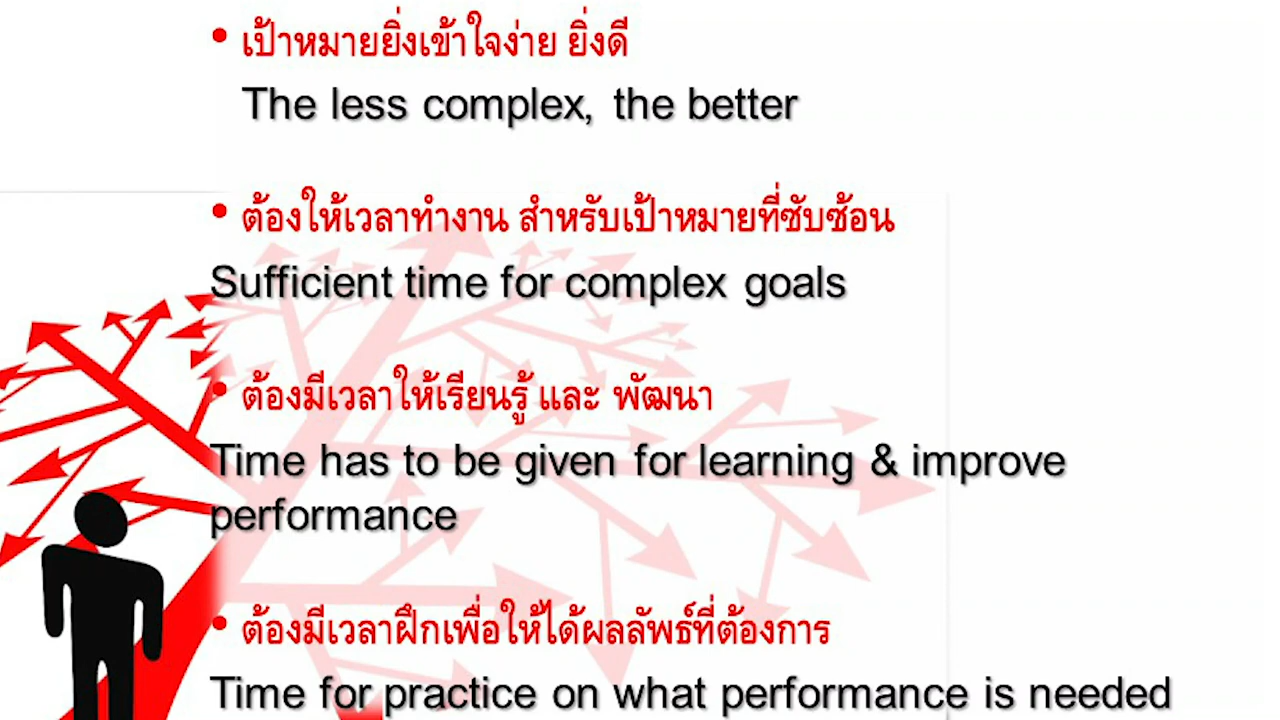 • เป้าหมายยิ่งเข้าใจง่าย ยิ่งดี
The less complex, the better
• ต้องให้เวลาทำงาน สำหรับเป้าหมายที่ซับซ้อน
Sufficient time for complex goals
• ต้องมีเวลาให้เรียนรู้ และ พัฒนา
Time has to be given for learning & improve
performance
• ต้องมีเวลาฝึกเพื่อให้ได้ผลลัพธ์ที่ต้องการ
Time for practice on what performance is needed